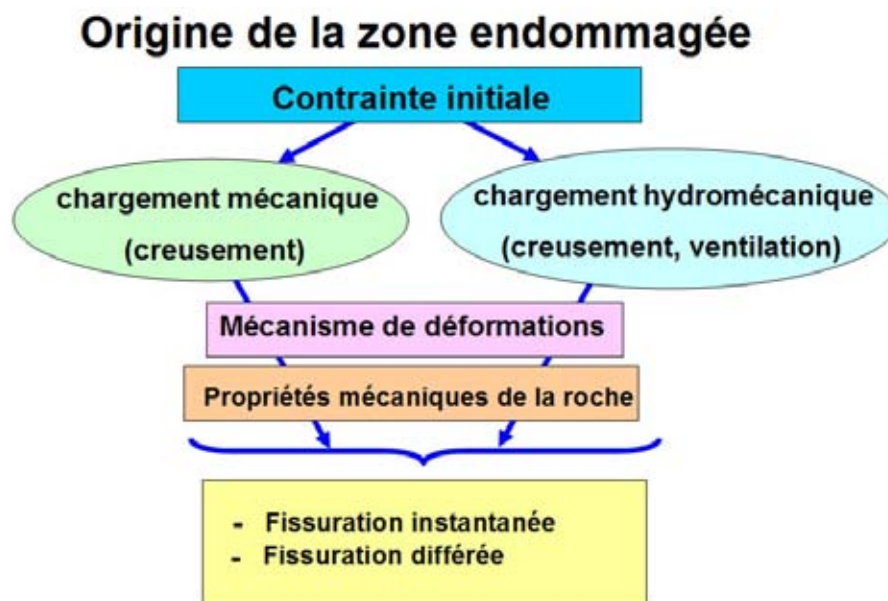 Origine de la zone endommagée
Contrainte initiale
chargement mécanique
(creusement)
chargement hydromécanique
(creusement, ventilation)
Mécanisme de déformations
Propriétés mécaniques de la roche
- Fissuration instantanée
- Fissuration différée